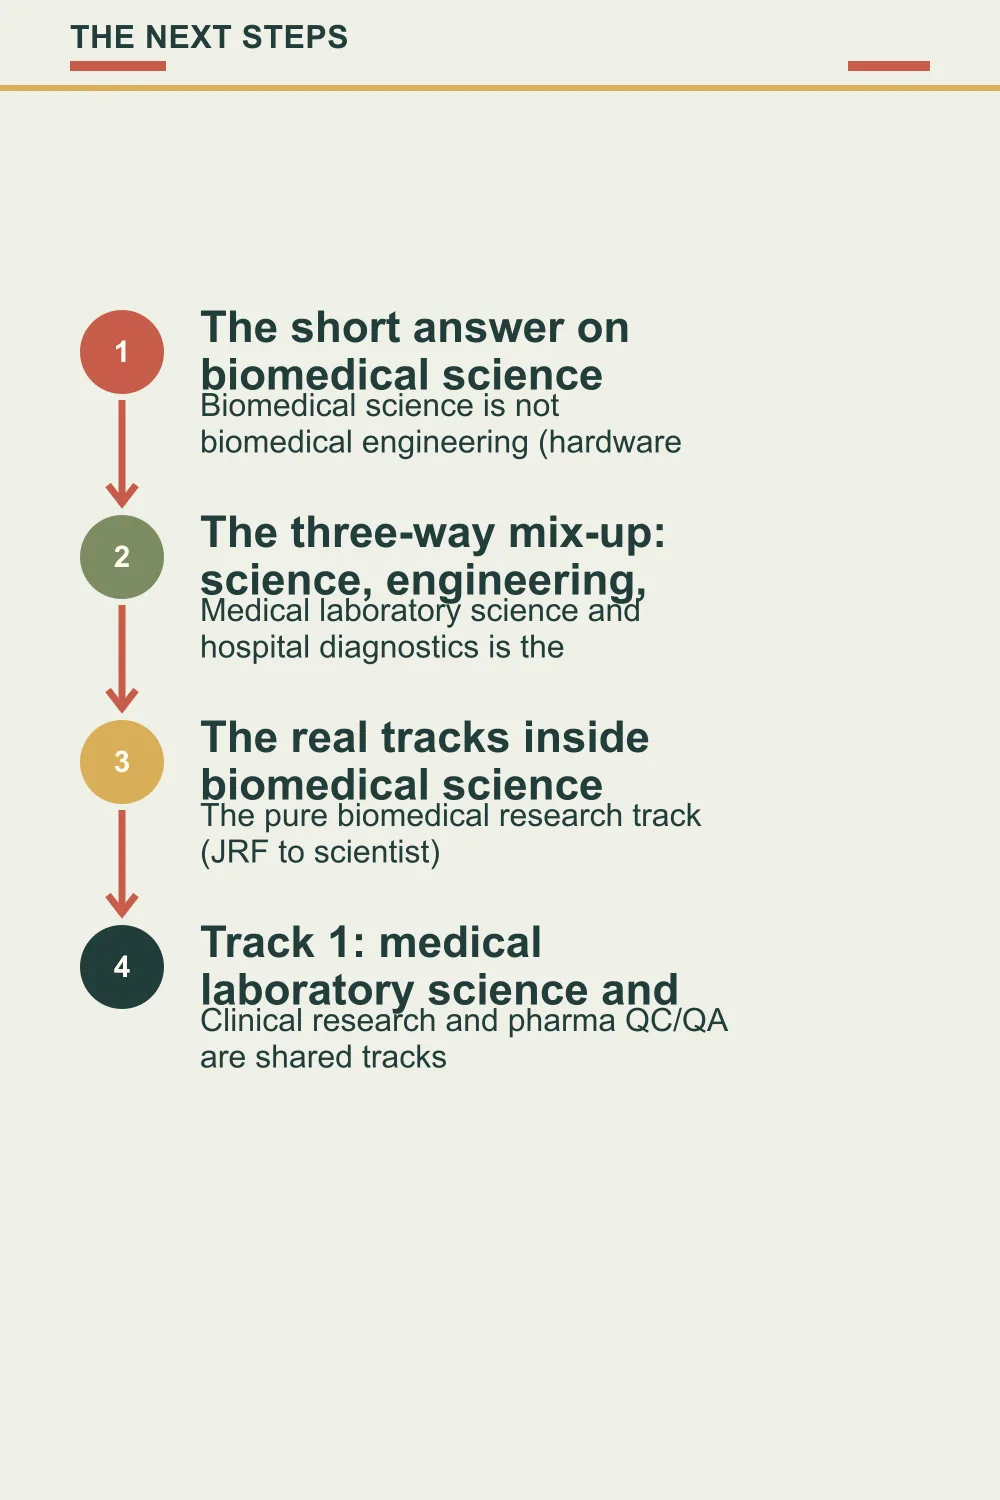 THE NEXT STEPS
1
The short answer on
biomedical science
Biomedical science is not
biomedical engineering (hardware
2
The three-way mix-up:
science, engineering,
Medical laboratory science and
hospital diagnostics is the
3
The real tracks inside
biomedical science
The pure biomedical research track
(JRF to scientist)
4
Track 1: medical
laboratory science and
Clinical research and pharma QC/QA
are shared tracks